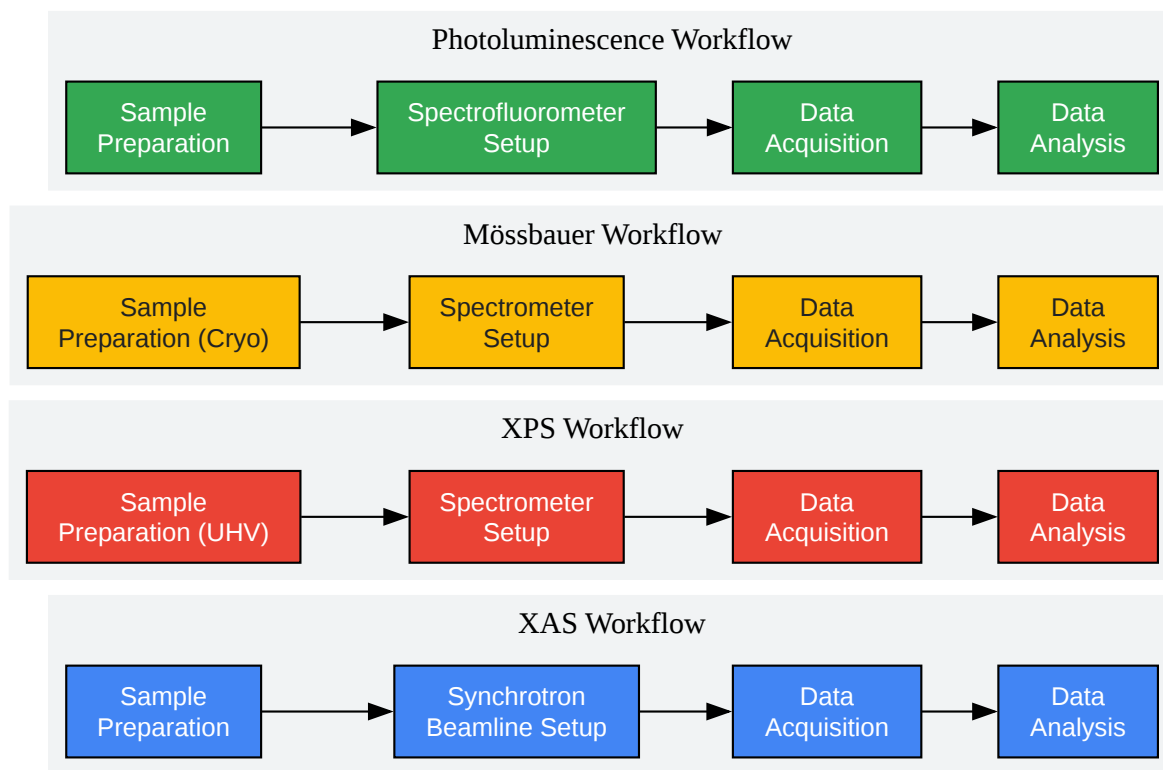 Photoluminescence Workflow
Sample
Preparation
Spectrofluorometer
Setup
Data
Acquisition
Data
Analysis
Mössbauer Workflow
Sample
Preparation (Cryo)
Spectrometer
Setup
Data
Acquisition
Data
Analysis
XPS Workflow
Sample
Preparation (UHV)
Spectrometer
Setup
Data
Acquisition
Data
Analysis
XAS Workflow
Sample
Preparation
Synchrotron
Beamline Setup
Data
Acquisition
Data
Analysis